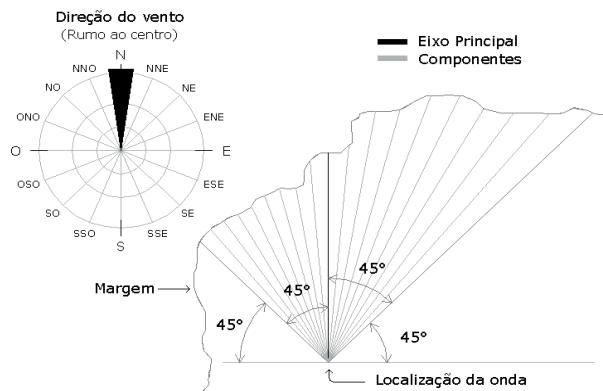 Direção do vento
(Rumo ao centro)
N
NNO
NNE
NO
NE
ONO
ENE
O
E
OSO
ESE
SO
SE
SSO
SSE
S
Eixo Principal
Componentes
Margem
45°
45°
45°
45°
Localização da onda